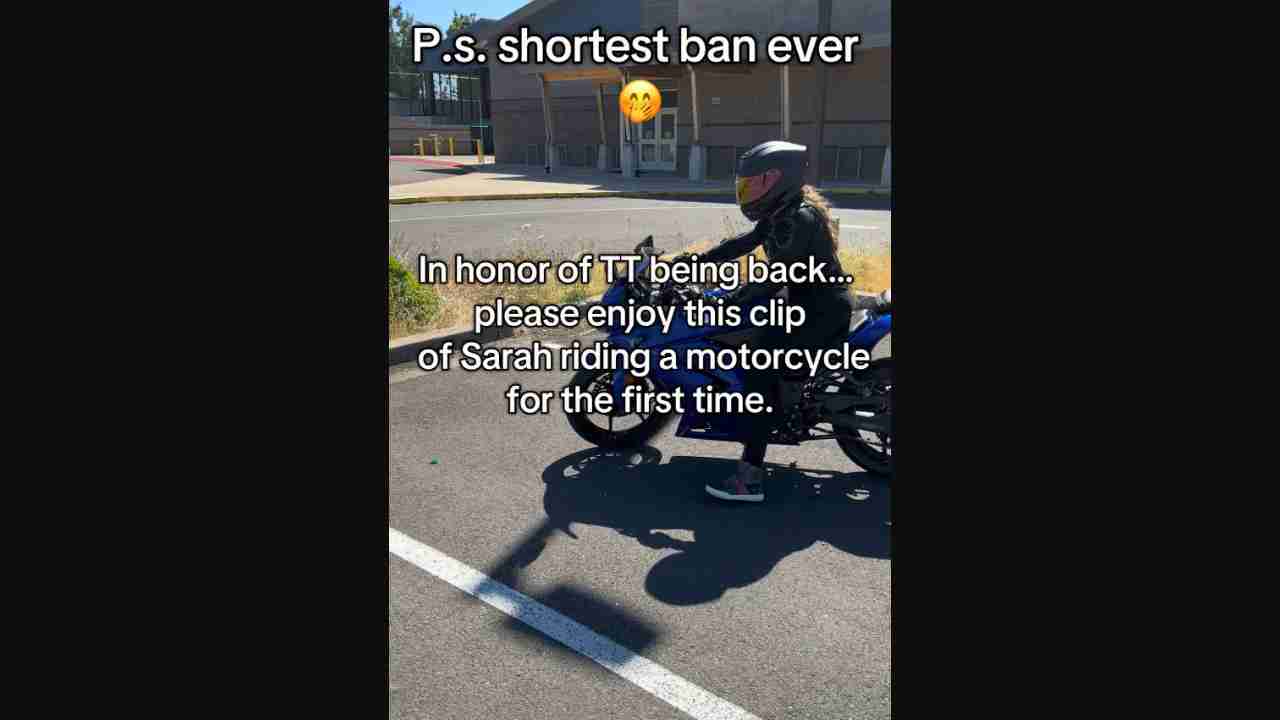 P.s. shortest ban ever
🤭
In honor of TT being back...
please enjoy this clip
of Sarah riding a motorcycle
for the first time.